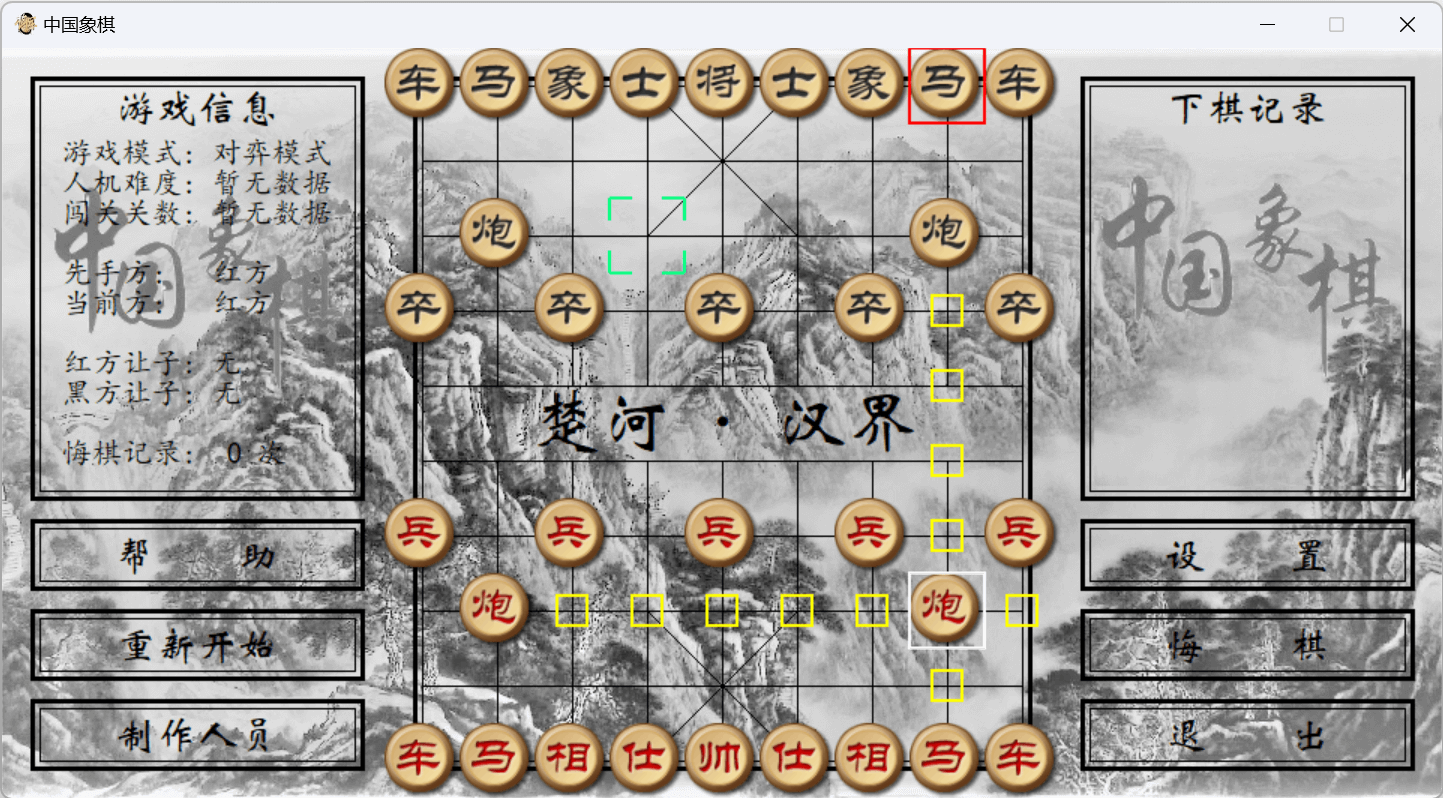 中国象棋
游戏信息
游戏模式： 对弈模式
人机难度： 暂无数据
闯关关数： 暂无数据
先手方： 红方
当前方： 红方
红方让子： 无
黑方让子： 无
悔棋记录： 0 次
中国象棋
帮 助
重新开始
制作人员
车 马 象 士 将 士 象 马 车
炮 炮
卒 卒 卒 卒 卒
楚河 · 汉界
兵 兵 兵 兵 兵
炮 炮
车 马 相 仕 帅 仕 相 马 车
下棋记录
中国象棋
设 置
悔 棋
退 出